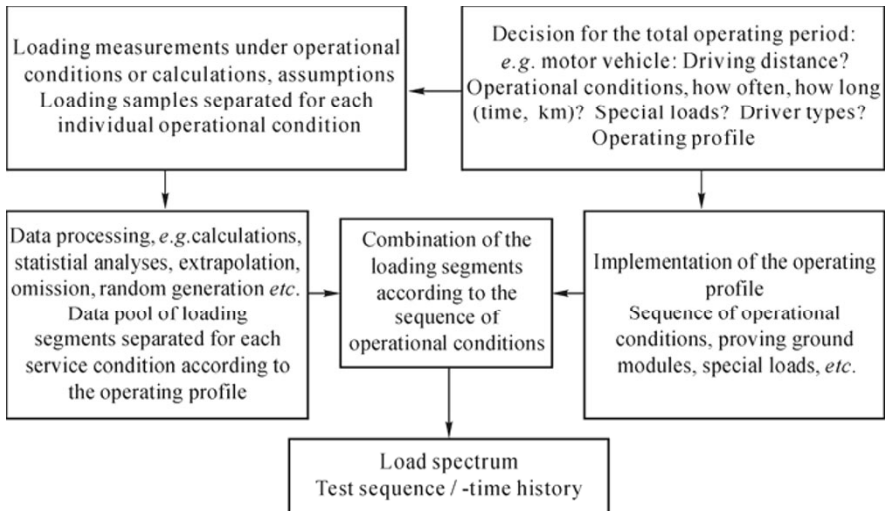 Loading measurements under operational
conditions or calculations, assumptions
Loading samples separated for each
individual operational condition
Decision for the total operating period:
e.g. motor vehicle: Driving distance?
Operational conditions, how often, how long
(time, km)? Special loads? Driver types?
Operating profile
Data processing, e.g.calculations,
statistial analyses, extrapolation,
omission, random generation etc.
Data pool of loading
segments separated for each
service condition according to
the operating profile
Combination of the
loading segments
according to the
sequence of
operational conditions
Implementation of the operating
profile
Sequence of operational
conditions, proving ground
modules, special loads, etc.
Load spectrum
Test sequence / -time history